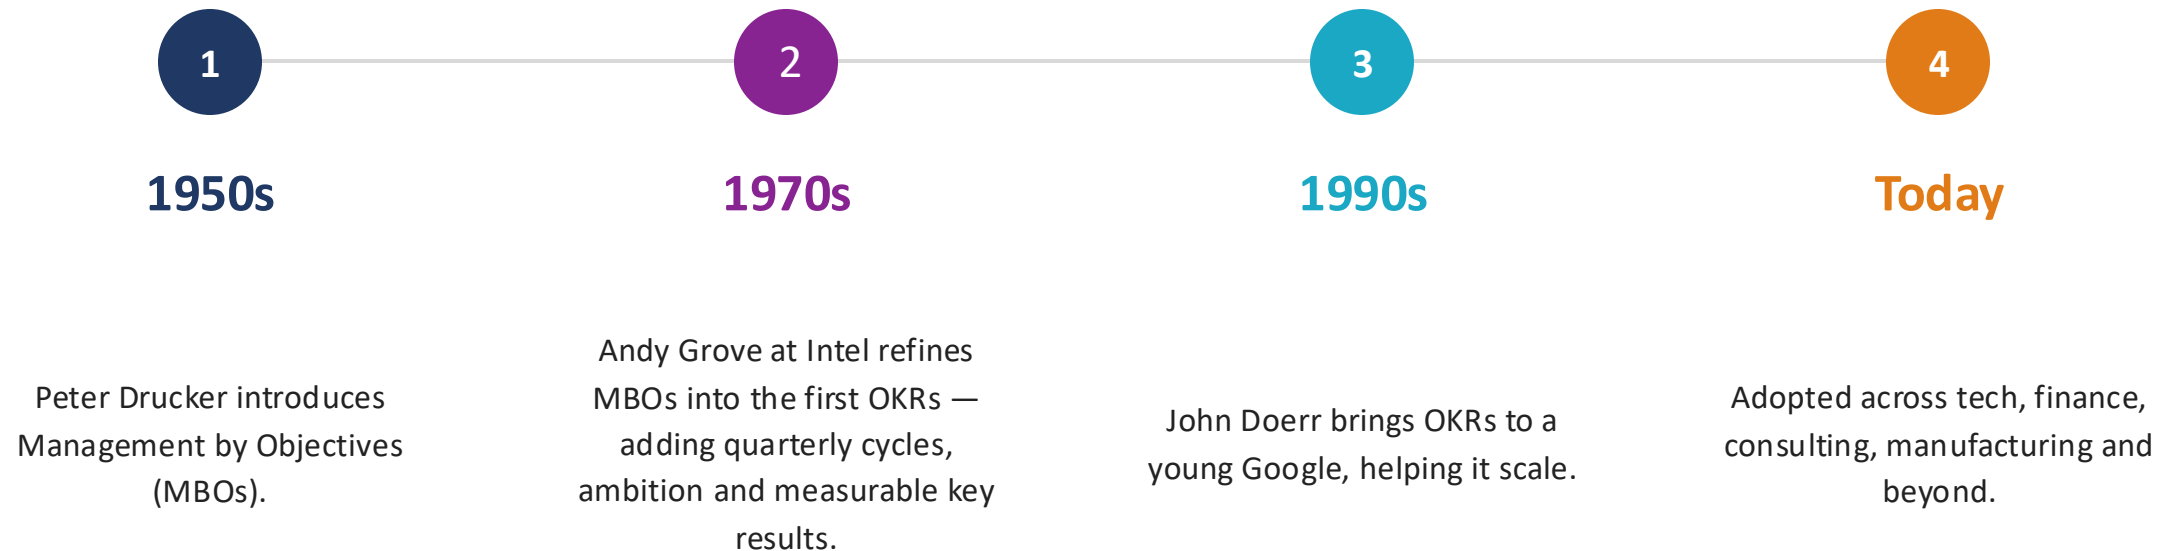 1
2
3
4
1950s
1970s
1990s
Today
Peter Drucker introduces
Management by Objectives
(MBOs).
Andy Grove at Intel refines
MBOs into the first OKRs —
adding quarterly cycles,
ambition and measurable key
results.
John Doerr brings OKRs to a
young Google, helping it scale.
Adopted across tech, finance,
consulting, manufacturing and
beyond.